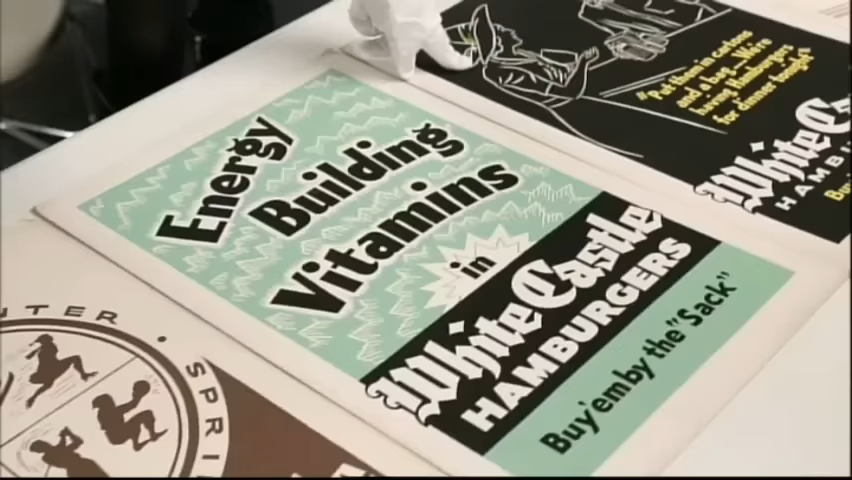 Energy
Building
Vitamins
in
White Castle
HAMBURGERS
Buy'em by the "Sack"
"Put them in cartons
and a bag—We're
having Hamburgers
for dinner tonight"
White
HAMB
Bu
NTER • SPRI